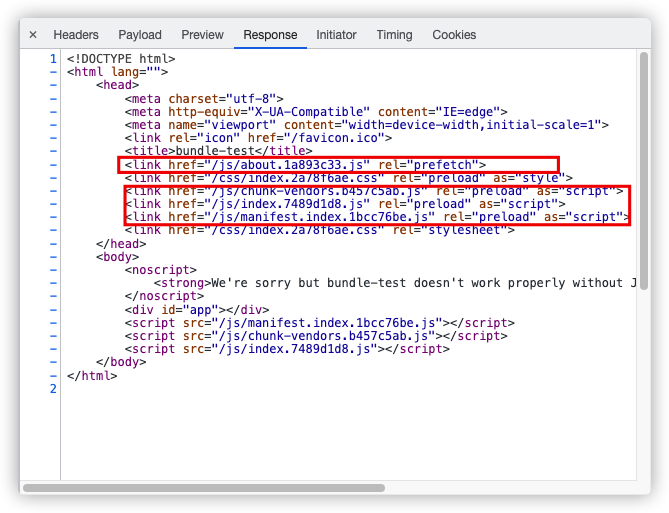 × Headers Payload Preview Response Initiator Timing Cookies
1 <!DOCTYPE html>
– <html lang="">
– <head>
– <meta charset="utf-8">
– <meta http-equiv="X-UA-Compatible" content="IE=edge">
– <meta name="viewport" content="width=device-width,initial-scale=1">
– <link rel="icon" href="/favicon.ico">
– <title>bundle-test</title>
– <link href="/js/about.1a893c33.js" rel="prefetch">
– <link href="/css/index.2a78f6ae.css" rel="preload" as="style">
– <link href="/js/chunk-vendors.b457c5ab.js" rel="preload" as="script">
– <link href="/js/index.7489d1d8.js" rel="preload" as="script">
– <link href="/js/manifest.index.1bcc76be.js" rel="preload" as="script">
– <link href="/css/index.2a78f6ae.css" rel="stylesheet">
– </head>
– <body>
– <noscript>
– <strong>We're sorry but bundle-test doesn't work properly without J
– </noscript>
– <div id="app"></div>
– <script src="/js/manifest.index.1bcc76be.js"></script>
– <script src="/js/chunk-vendors.b457c5ab.js"></script>
– <script src="/js/index.7489d1d8.js"></script>
– </body>
– </html>
2